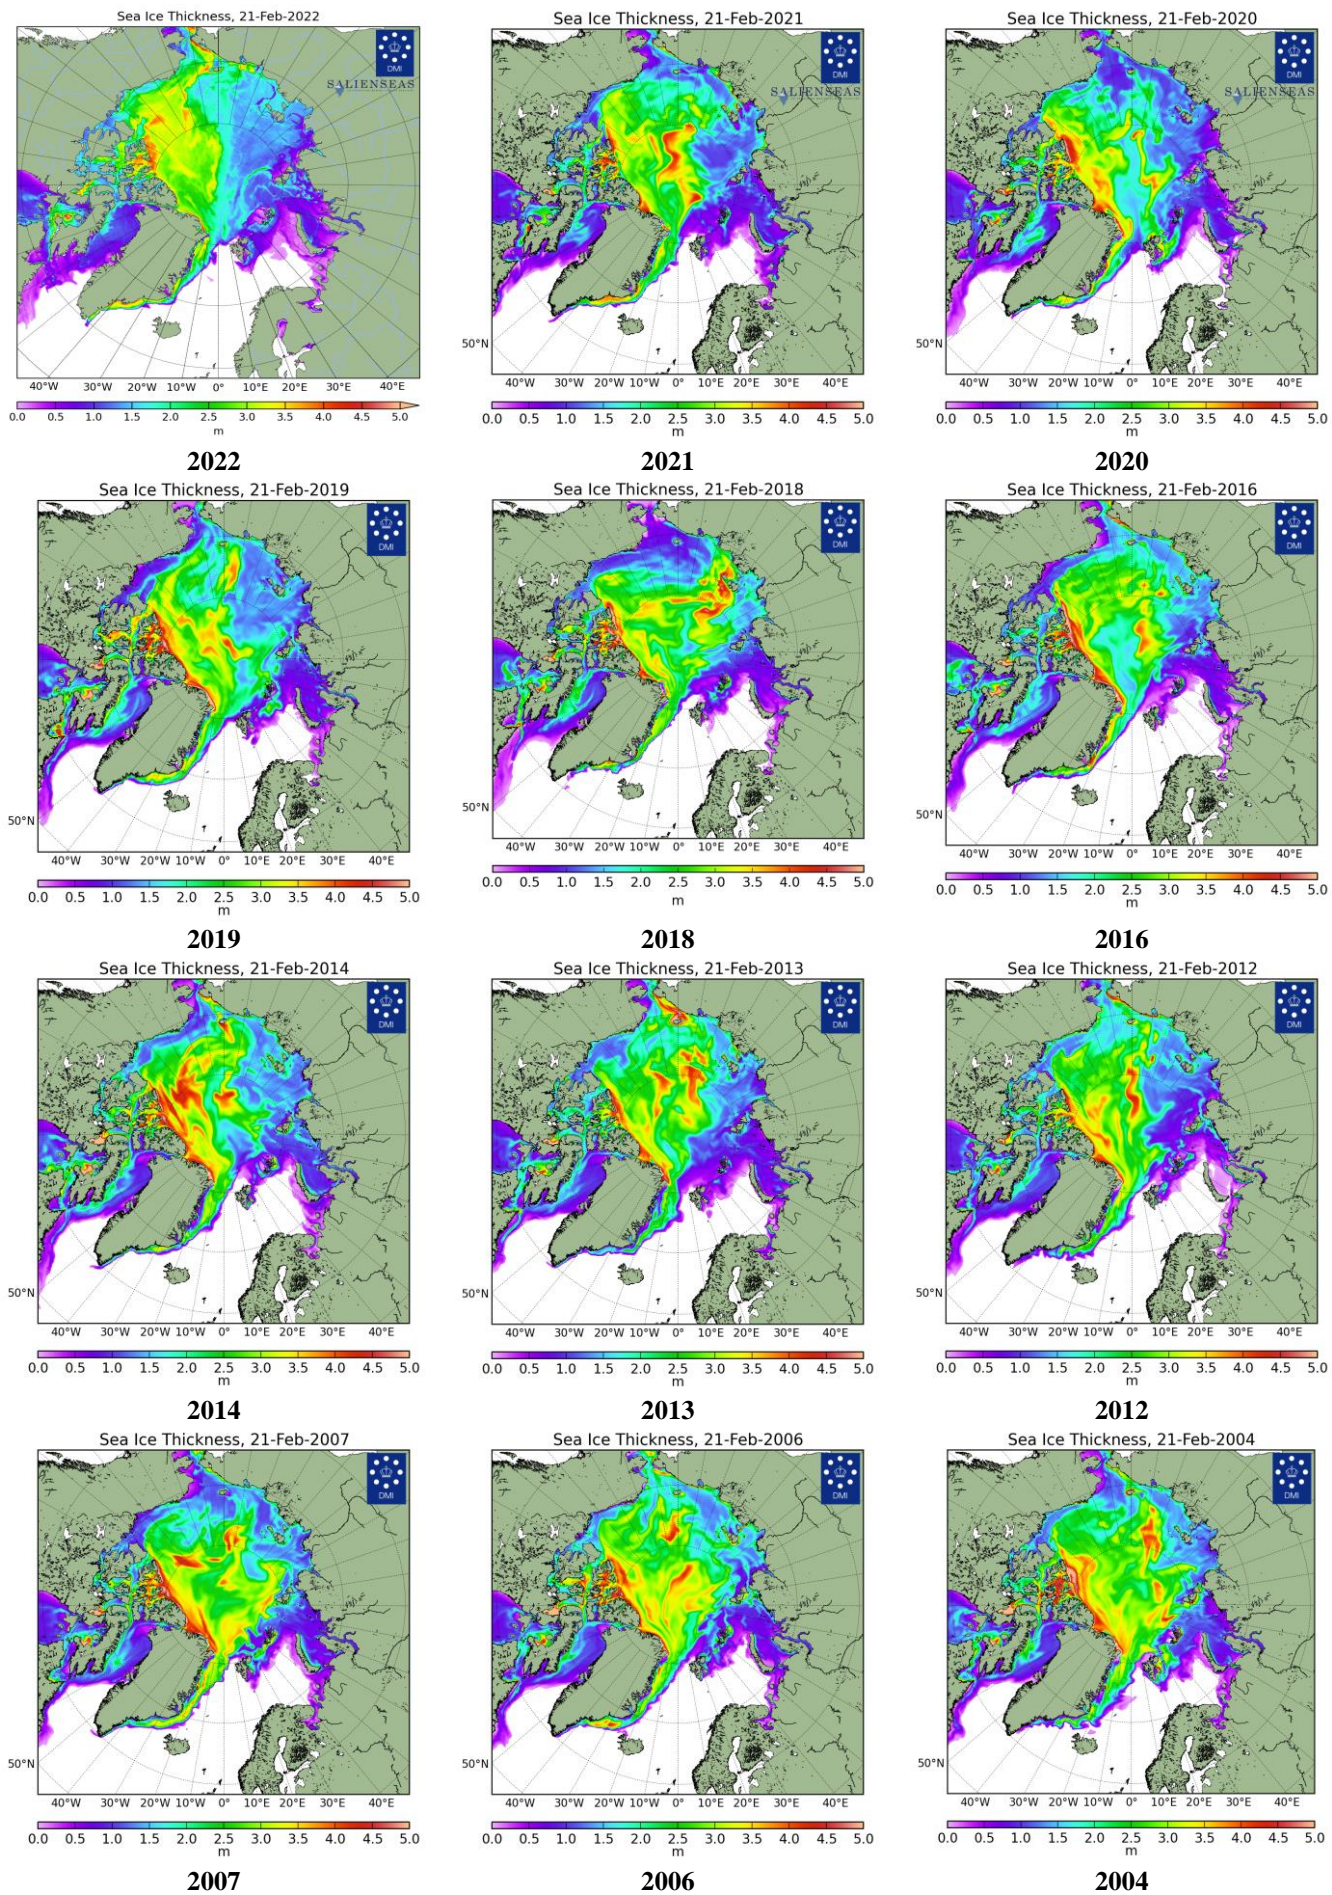 Sea Ice Thickness, 21-Feb-2022
DMI
SALIENSEAS
40°W 30°W 20°W 10°W 0° 10°E 20°E 30°E 40°E
0.0 0.5 1.0 1.5 2.0 2.5 3.0 3.5 4.0 4.5 5.0
m
2022
Sea Ice Thickness, 21-Feb-2021
DMI
SALIENSEAS
50°N
40°W 30°W 20°W 10°W 0° 10°E 20°E 30°E 40°E
0.0 0.5 1.0 1.5 2.0 2.5 3.0 3.5 4.0 4.5 5.0
m
2021
Sea Ice Thickness, 21-Feb-2020
DMI
SALIENSEAS
50°N
40°W 30°W 20°W 10°W 0° 10°E 20°E 30°E 40°E
0.0 0.5 1.0 1.5 2.0 2.5 3.0 3.5 4.0 4.5 5.0
m
2020
Sea Ice Thickness, 21-Feb-2019
DMI
50°N
40°W 30°W 20°W 10°W 0° 10°E 20°E 30°E 40°E
0.0 0.5 1.0 1.5 2.0 2.5 3.0 3.5 4.0 4.5 5.0
m
2019
Sea Ice Thickness, 21-Feb-2018
DMI
50°N
40°W 30°W 20°W 10°W 0° 10°E 20°E 30°E 40°E
0.0 0.5 1.0 1.5 2.0 2.5 3.0 3.5 4.0 4.5 5.0
m
2018
Sea Ice Thickness, 21-Feb-2016
DMI
50°N
40°W 30°W 20°W 10°W 0° 10°E 20°E 30°E 40°E
0.0 0.5 1.0 1.5 2.0 2.5 3.0 3.5 4.0 4.5 5.0
m
2016
Sea Ice Thickness, 21-Feb-2014
DMI
50°N
40°W 30°W 20°W 10°W 0° 10°E 20°E 30°E 40°E
0.0 0.5 1.0 1.5 2.0 2.5 3.0 3.5 4.0 4.5 5.0
m
2014
Sea Ice Thickness, 21-Feb-2013
DMI
50°N
40°W 30°W 20°W 10°W 0° 10°E 20°E 30°E 40°E
0.0 0.5 1.0 1.5 2.0 2.5 3.0 3.5 4.0 4.5 5.0
m
2013
Sea Ice Thickness, 21-Feb-2012
DMI
50°N
40°W 30°W 20°W 10°W 0° 10°E 20°E 30°E 40°E
0.0 0.5 1.0 1.5 2.0 2.5 3.0 3.5 4.0 4.5 5.0
m
2012
Sea Ice Thickness, 21-Feb-2007
DMI
50°N
40°W 30°W 20°W 10°W 0° 10°E 20°E 30°E 40°E
0.0 0.5 1.0 1.5 2.0 2.5 3.0 3.5 4.0 4.5 5.0
m
2007
Sea Ice Thickness, 21-Feb-2006
DMI
50°N
40°W 30°W 20°W 10°W 0° 10°E 20°E 30°E 40°E
0.0 0.5 1.0 1.5 2.0 2.5 3.0 3.5 4.0 4.5 5.0
m
2006
Sea Ice Thickness, 21-Feb-2004
DMI
50°N
40°W 30°W 20°W 10°W 0° 10°E 20°E 30°E 40°E
0.0 0.5 1.0 1.5 2.0 2.5 3.0 3.5 4.0 4.5 5.0
m
2004